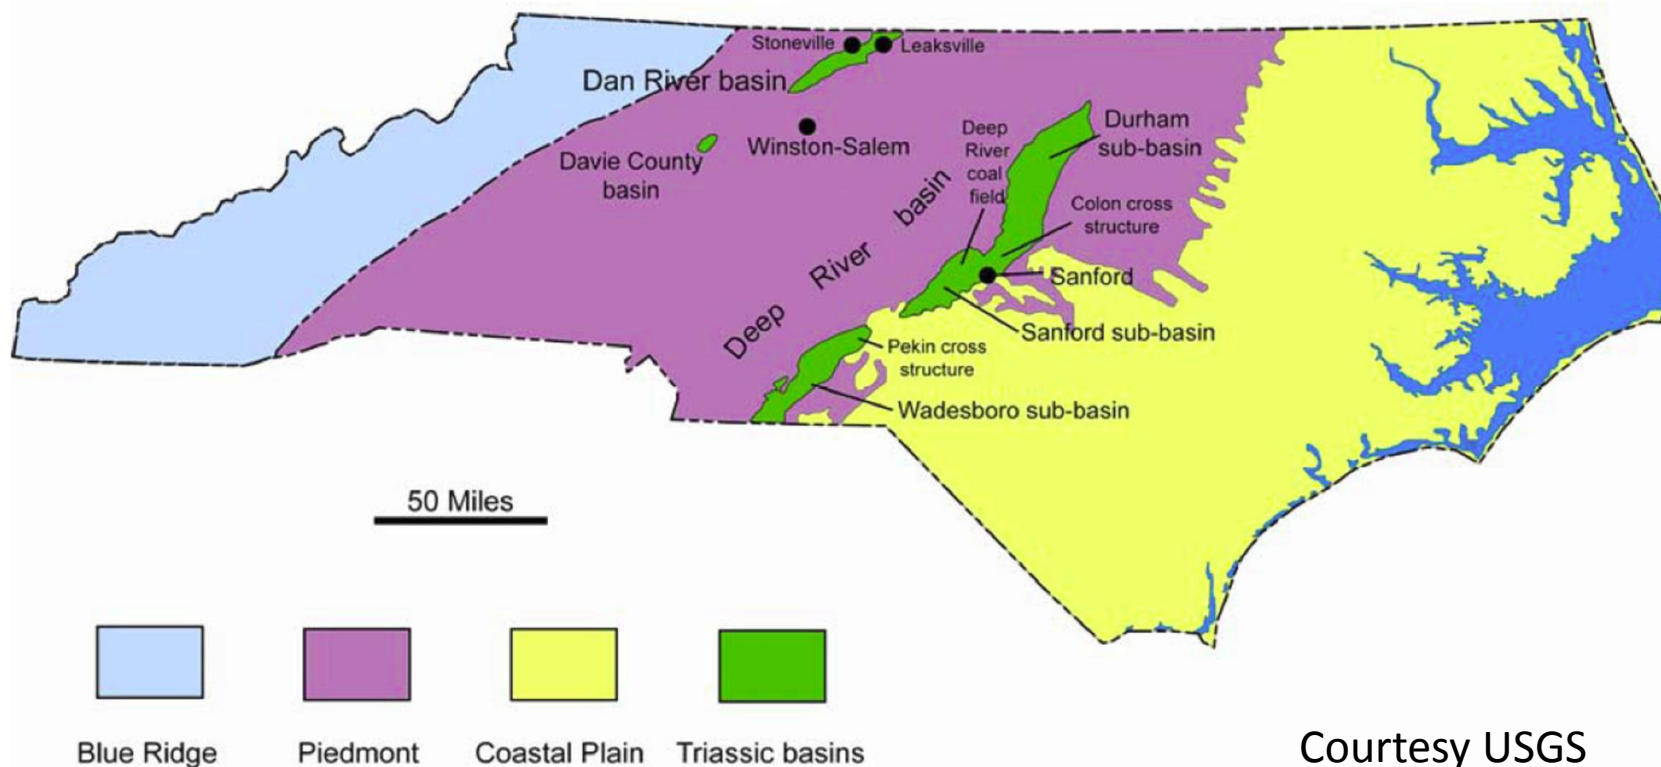 Stoneville
Leaksville
Dan River basin
Winston-Salem
Davie County
basin
Deep
River
coal
field
Durham
sub-basin
Colon cross
structure
Deep River basin
Sanford
Sanford sub-basin
Pekin cross
structure
Wadesboro sub-basin
50 Miles
Blue Ridge
Piedmont
Coastal Plain
Triassic basins
Courtesy USGS